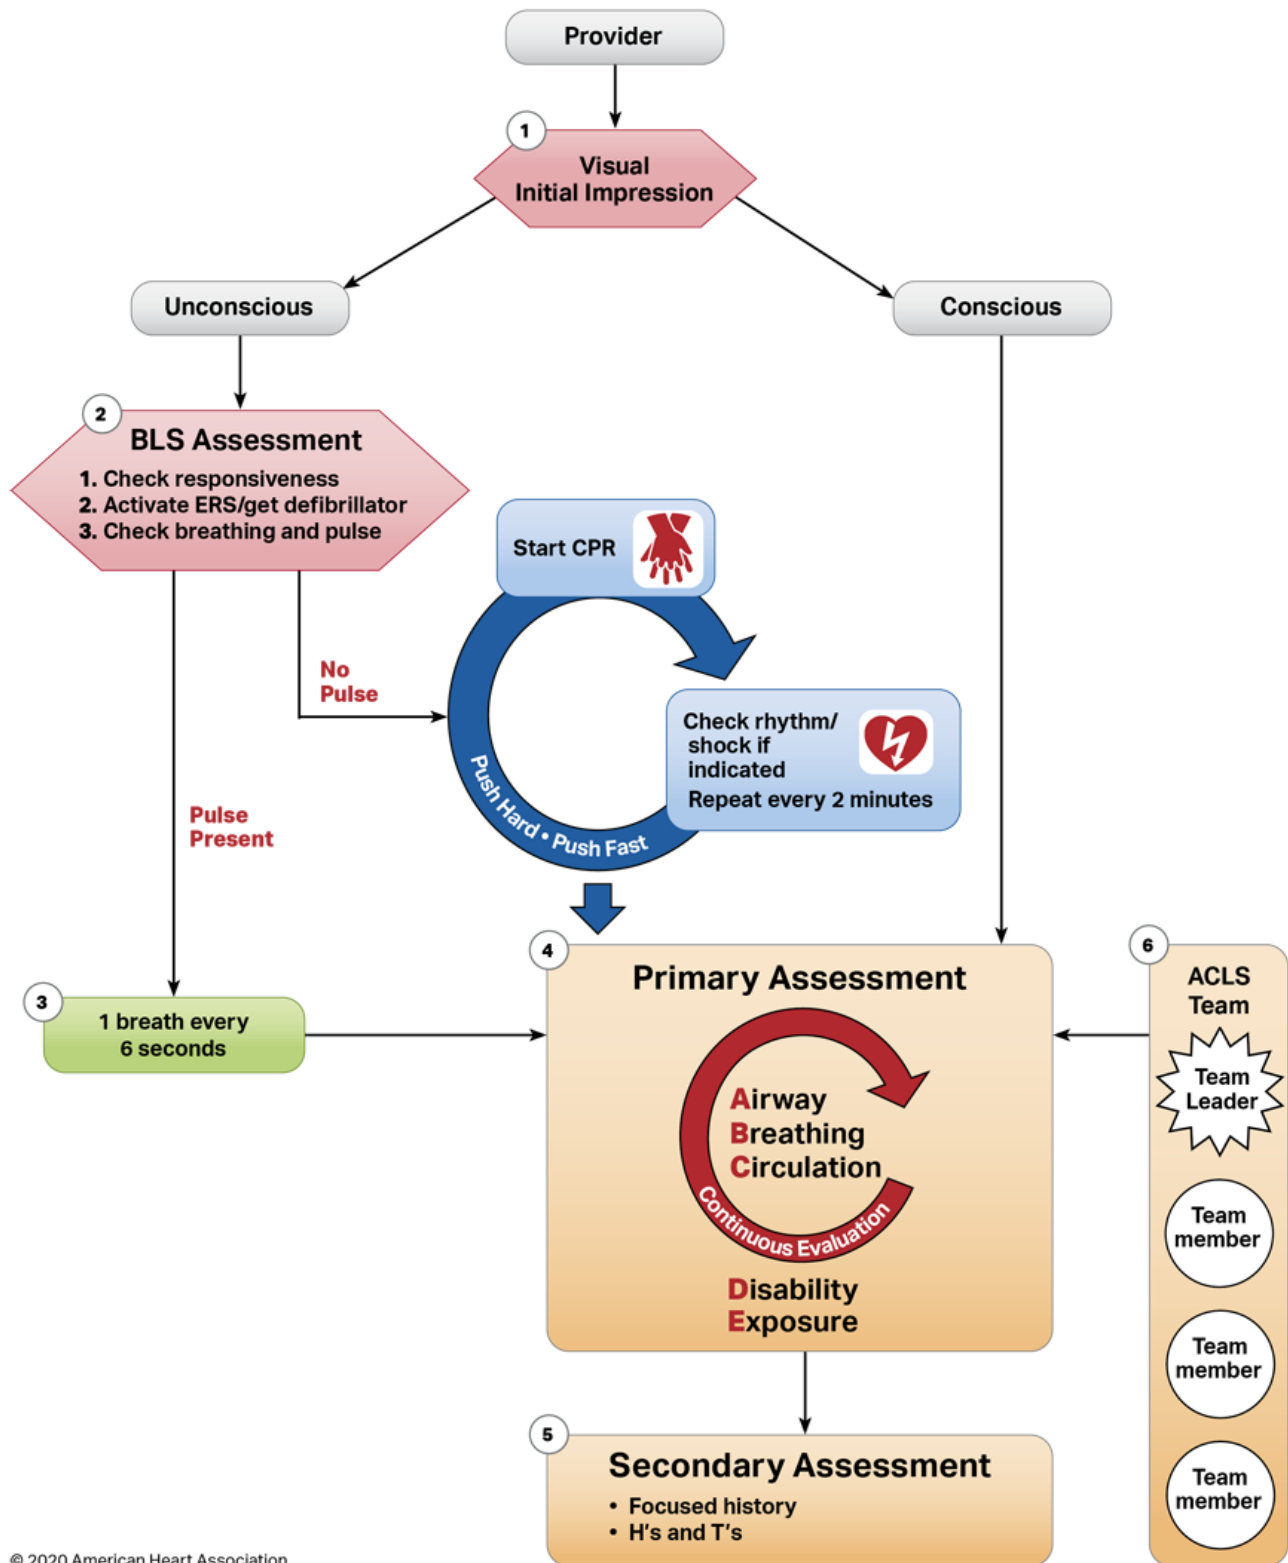 Provider
1
Visual
Initial Impression
Unconscious
Conscious
2
BLS Assessment
1. Check responsiveness
2. Activate ERS/get defibrillator
3. Check breathing and pulse
Start CPR
No
Pulse
Check rhythm/
shock if
indicated
Repeat every 2 minutes
Push Hard • Push Fast
Pulse
Present
3
1 breath every
6 seconds
4
Primary Assessment
Airway
Breathing
Circulation
Continuous Evaluation
Disability
Exposure
6
ACLS
Team
Team
Leader
Team
member
Team
member
Team
member
5
Secondary Assessment
• Focused history
• H's and T's
© 2020 American Heart Association